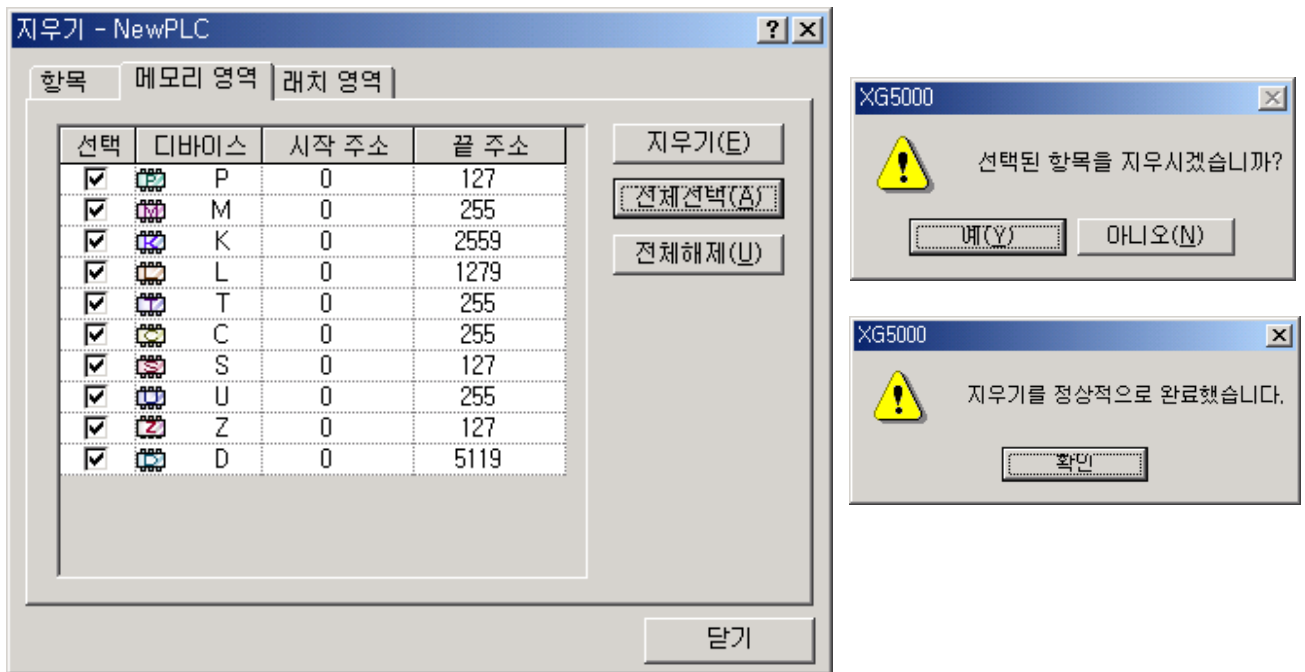 지우기 - NewPLC
항목 메모리 영역 래치 영역
선택 디바이스 시작 주소 끝 주소
P P 0 127
M M 0 255
K K 0 2559
L L 0 1279
T T 0 255
C C 0 255
S S 0 127
U U 0 255
Z Z 0 127
D D 0 5119
지우기(E)
전체선택(A)
전체해제(U)
닫기
XG5000
선택된 항목을 지우시겠습니까?
예(Y) 아니오(N)
XG5000
지우기를 정상적으로 완료했습니다.
확인